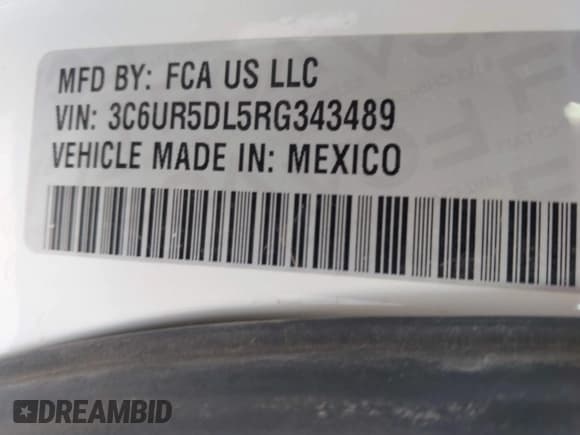 MFD BY: FCA US LLC
VIN: 3C6UR5DL5RG343489
VEHICLE MADE IN: MEXICO
DREAMBID